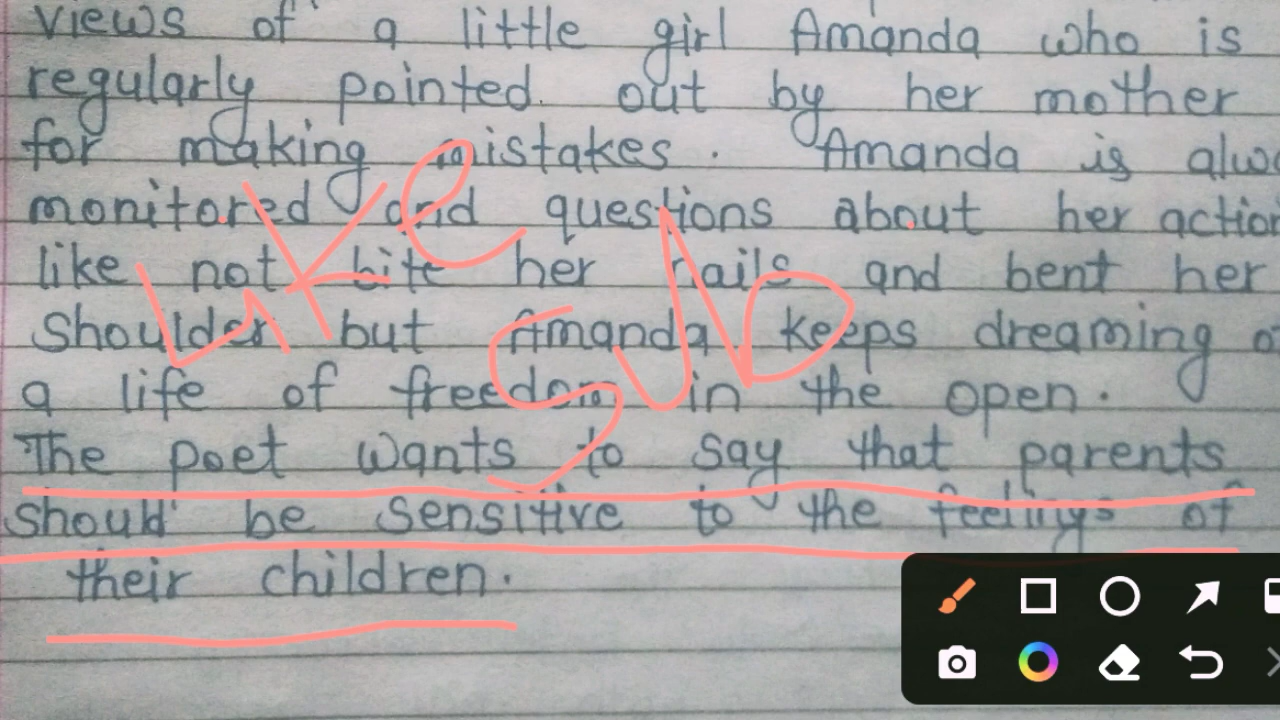 views of a little girl Amanda who is
regularly pointed out by her mother
for making mistakes. Amanda is alwa
monitored and questions about her action
like not bite her nails and bent her
Shoulder but Amanda keeps dreaming of
a life of freedom in the open.
The poet wants to say that parents
should be sensitive to the feelings of
their children.
Like
SUb